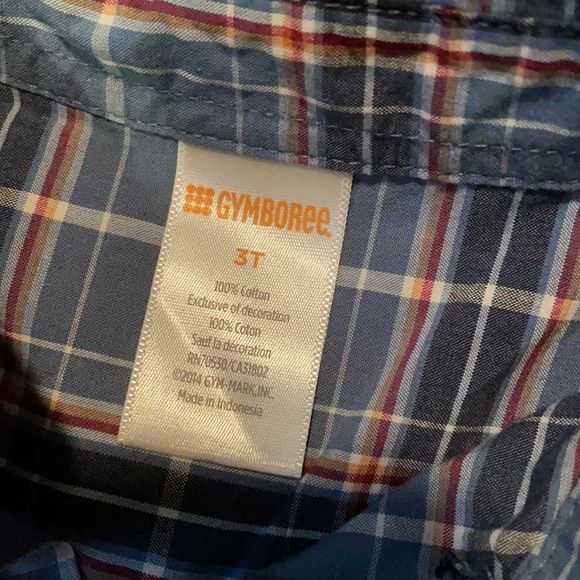 GYMBOREE
3T
100% Cotton
Exclusive of decoration
100% Coton
Sauf la décoration
RN70530/CA31802
©2014 GYM-MARK, INC.
Made in Indonesia